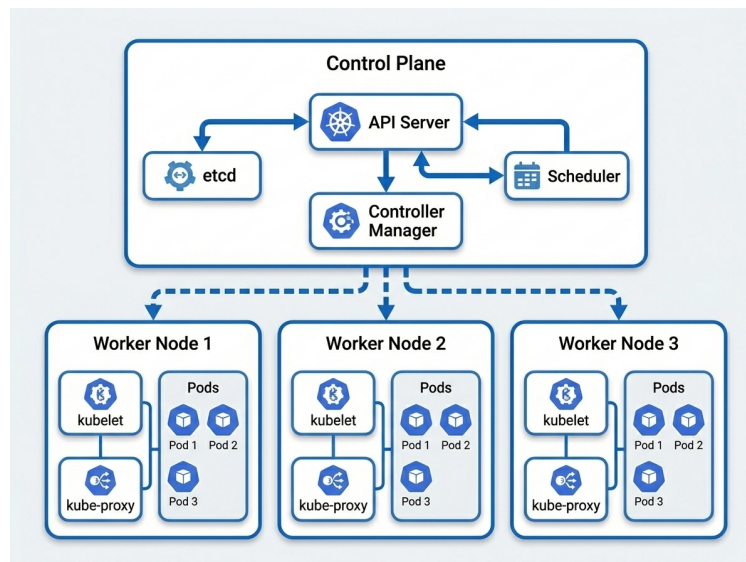 Control Plane
API Server
etcd
Scheduler
Controller
Manager
Worker Node 1
kubelet
kube-proxy
Pods
Pod 1
Pod 2
Pod 3
Worker Node 2
kubelet
kube-proxy
Pods
Pod 1
Pod 2
Pod 3
Worker Node 3
kubelet
kube-proxy
Pods
Pod 1
Pod 2
Pod 3